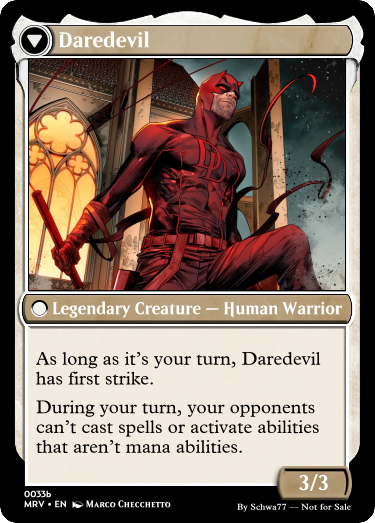 Daredevil
Legendary Creature — Human Warrior
As long as it's your turn, Daredevil
has first strike.
During your turn, your opponents
can't cast spells or activate abilities
that aren't mana abilities.
3/3
0033b
MRV • EN Marco Checchetto
By Schwa77 — Not for Sale